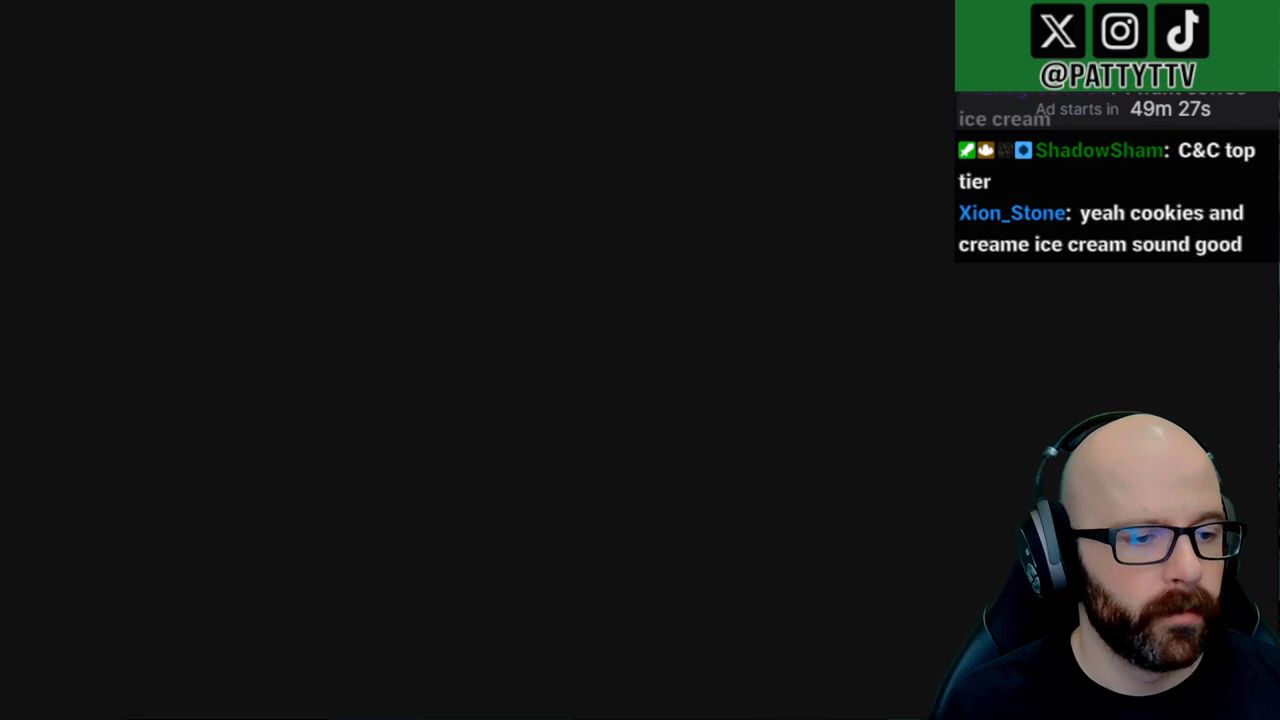 @PATTYTTV
Ad starts in 49m 27s
ice cream
ShadowSham: C&C top
tier
Xion_Stone: yeah cookies and
creame ice cream sound good